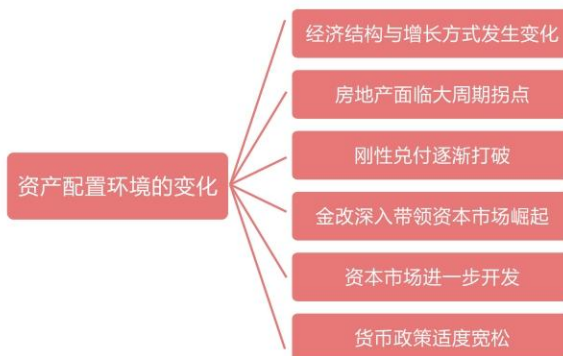 资产配置环境的变化
经济结构与增长方式发生变化
房地产面临大周期拐点
刚性兑付逐渐打破
金改深入带领资本市场崛起
资本市场进一步开发
货币政策适度宽松